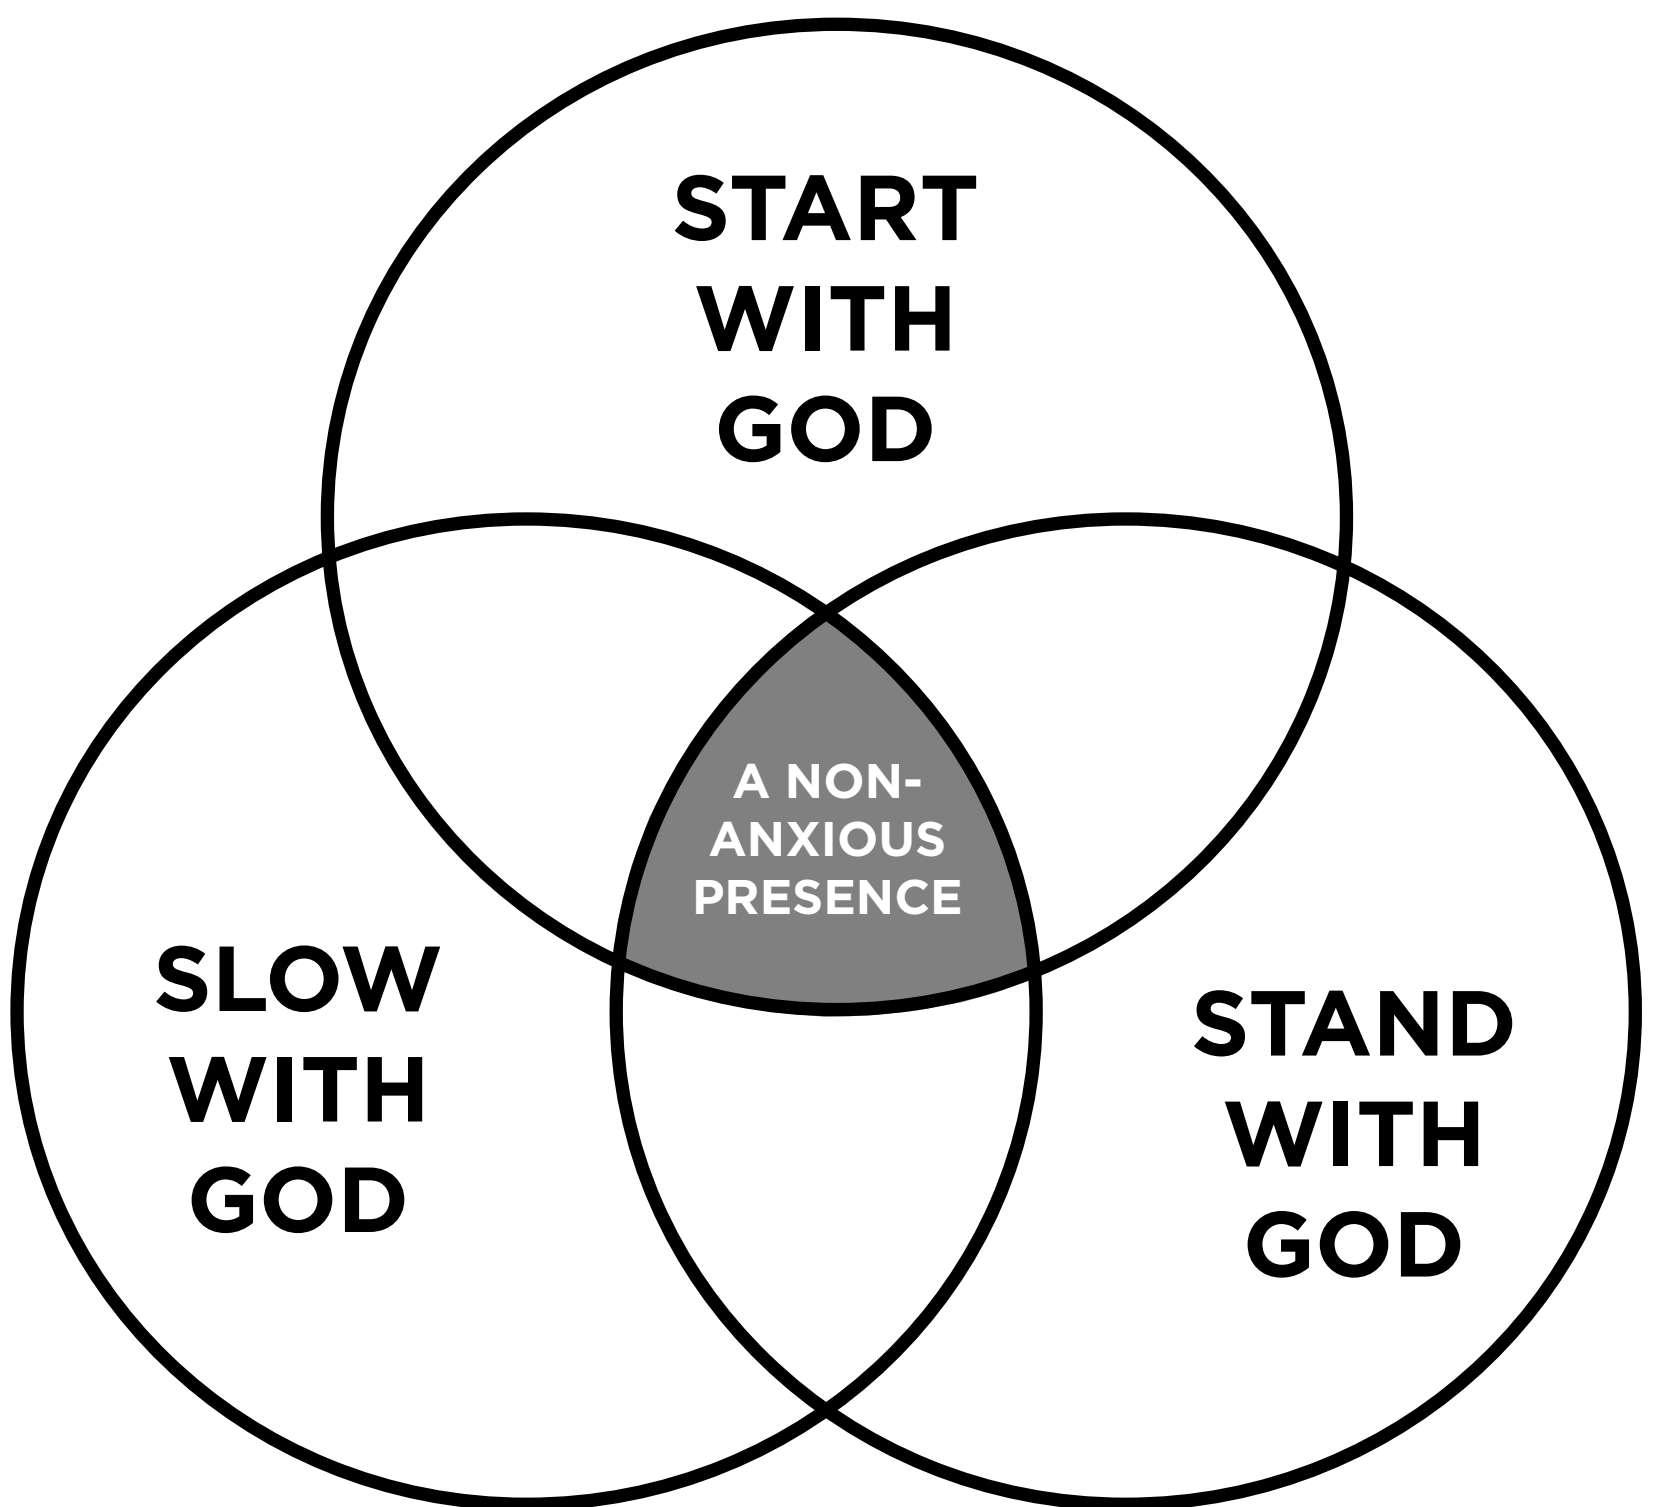 START
WITH
GOD
A NON-
ANXIOUS
PRESENCE
SLOW
WITH
GOD
STAND
WITH
GOD